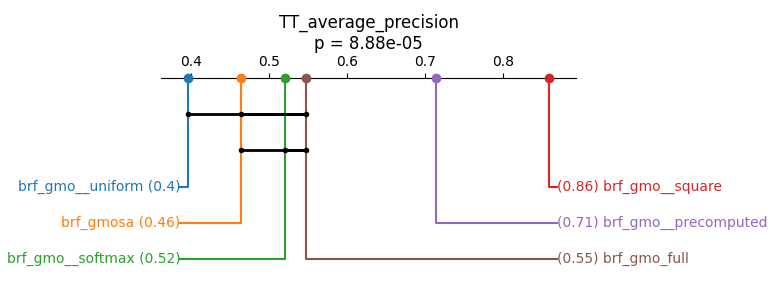 TT_average_precision
p = 8.88e-05
0.4 0.5 0.6 0.7 0.8
brf_gmo__uniform (0.4) (0.86) brf_gmo__square
brf_gmosa (0.46) (0.71) brf_gmo__precomputed
brf_gmo__softmax (0.52) (0.55) brf_gmo_full